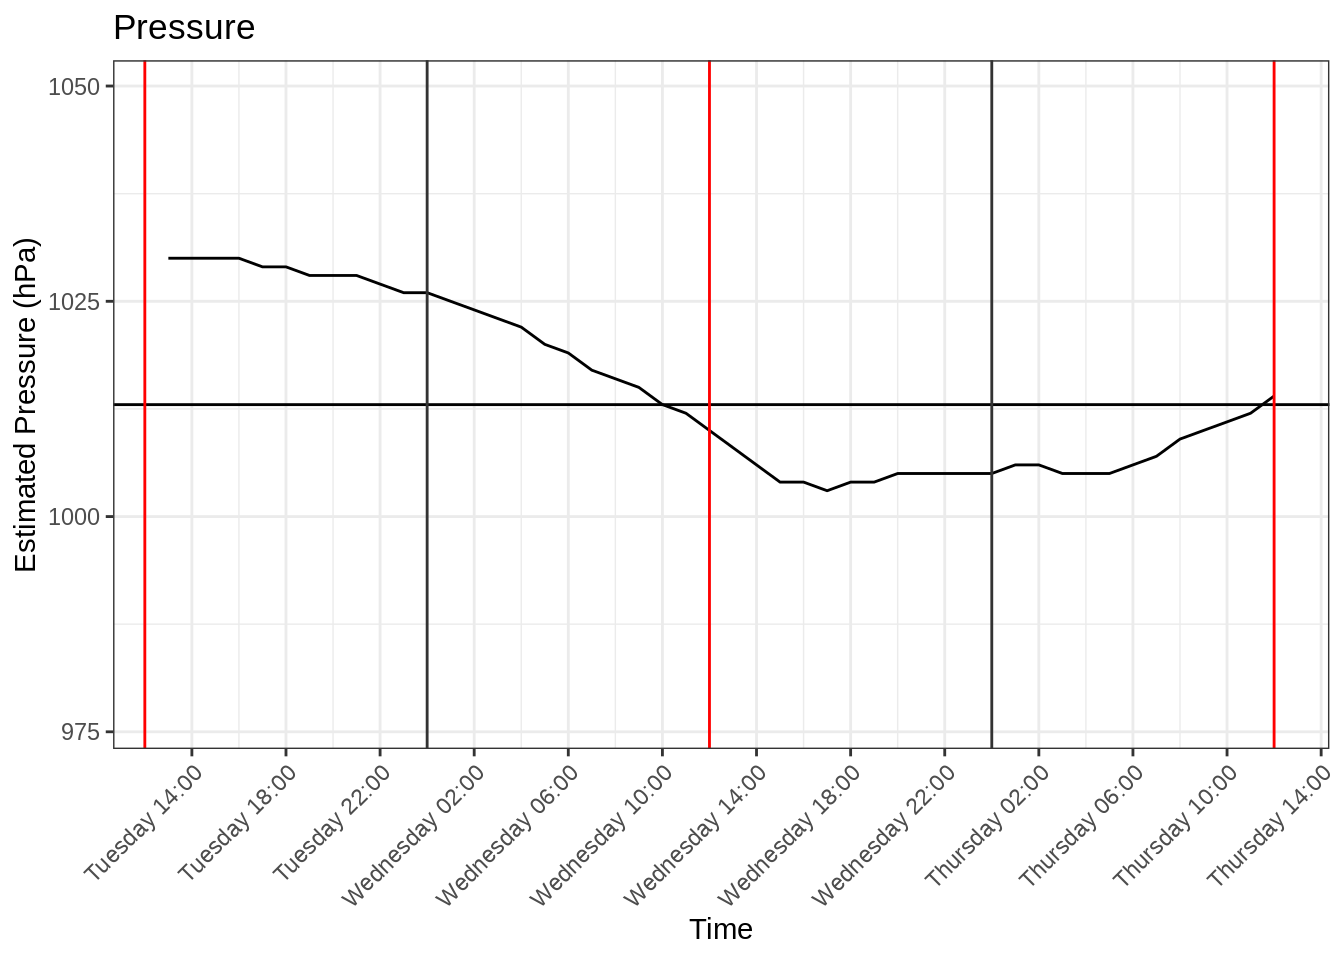 Pressure
1050
1025
1000
975
Estimated Pressure (hPa)
Tuesday 14:00
Tuesday 18:00
Tuesday 22:00
Wednesday 02:00
Wednesday 06:00
Wednesday 10:00
Wednesday 14:00
Wednesday 18:00
Wednesday 22:00
Thursday 02:00
Thursday 06:00
Thursday 10:00
Thursday 14:00
Time